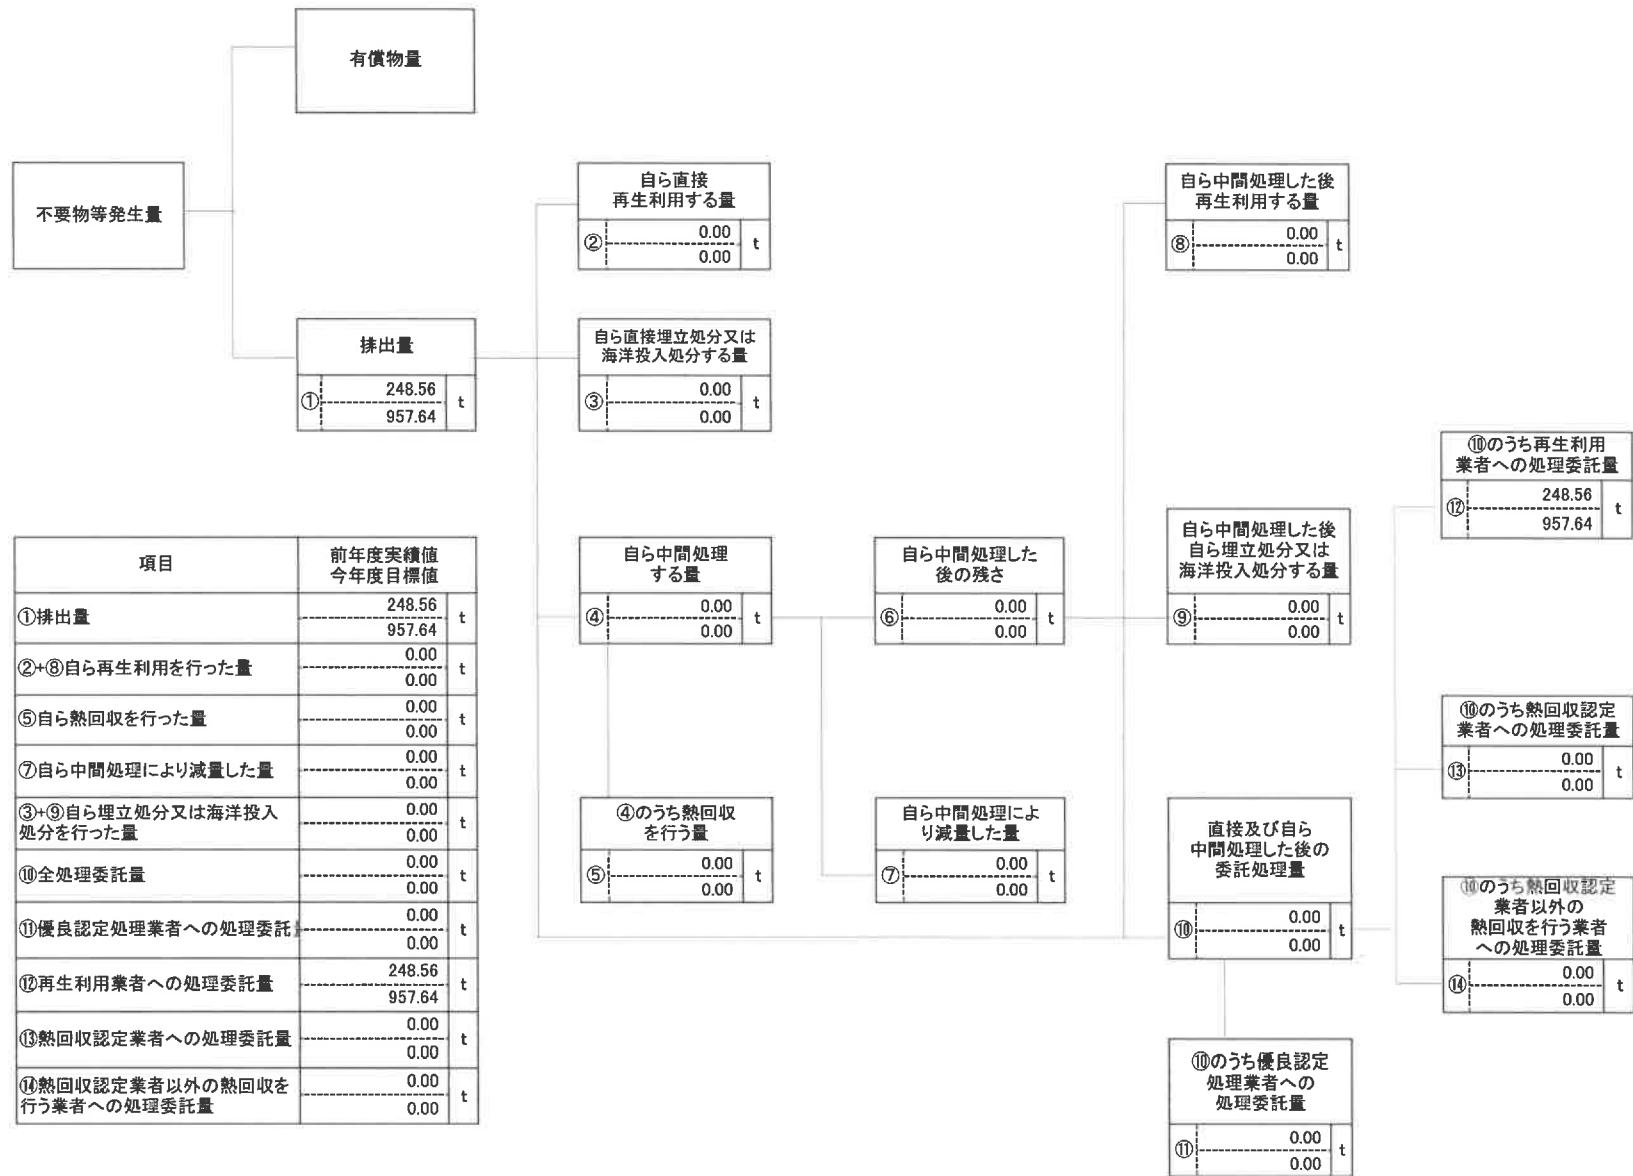 有償物量
不要物等発生量
排出量
①
248.56
957.64
t
自ら直接
再生利用する量
②
0.00
0.00
t
自ら直接埋立処分又は
海洋投入処分する量
③
0.00
0.00
t
自ら中間処理
する量
④
0.00
0.00
t
④のうち熱回収
を行う量
⑤
0.00
0.00
t
自ら中間処理した
後の残さ
⑥
0.00
0.00
t
自ら中間処理によ
り減量した量
⑦
0.00
0.00
t
自ら中間処理した後
再生利用する量
⑧
0.00
0.00
t
自ら中間処理した後
自ら埋立処分又は
海洋投入処分する量
⑨
0.00
0.00
t
直接及び自ら
中間処理した後の
委託処理量
⑩
0.00
0.00
t
⑩のうち優良認定
処理業者への
処理委託量
⑪
0.00
0.00
t
⑩のうち再生利用
業者への処理委託量
⑫
248.56
957.64
t
⑩のうち熱回収認定
業者への処理委託量
⑬
0.00
0.00
t
⑩のうち熱回収認定
業者以外の
熱回収を行う業者
への処理委託量
⑭
0.00
0.00
t
項目
前年度実績値
今年度目標値
①排出量
248.56
957.64
t
②+⑧自ら再生利用を行った量
0.00
0.00
t
⑤自ら熱回収を行った量
0.00
0.00
t
⑦自ら中間処理により減量した量
0.00
0.00
t
③+⑨自ら埋立処分又は海洋投入
処分を行った量
0.00
0.00
t
⑩全処理委託量
0.00
0.00
t
⑪優良認定処理業者への処理委託
0.00
0.00
t
⑫再生利用業者への処理委託量
248.56
957.64
t
⑬熱回収認定業者への処理委託量
0.00
0.00
t
⑭熱回収認定業者以外の熱回収を
行う業者への処理委託量
0.00
0.00
t